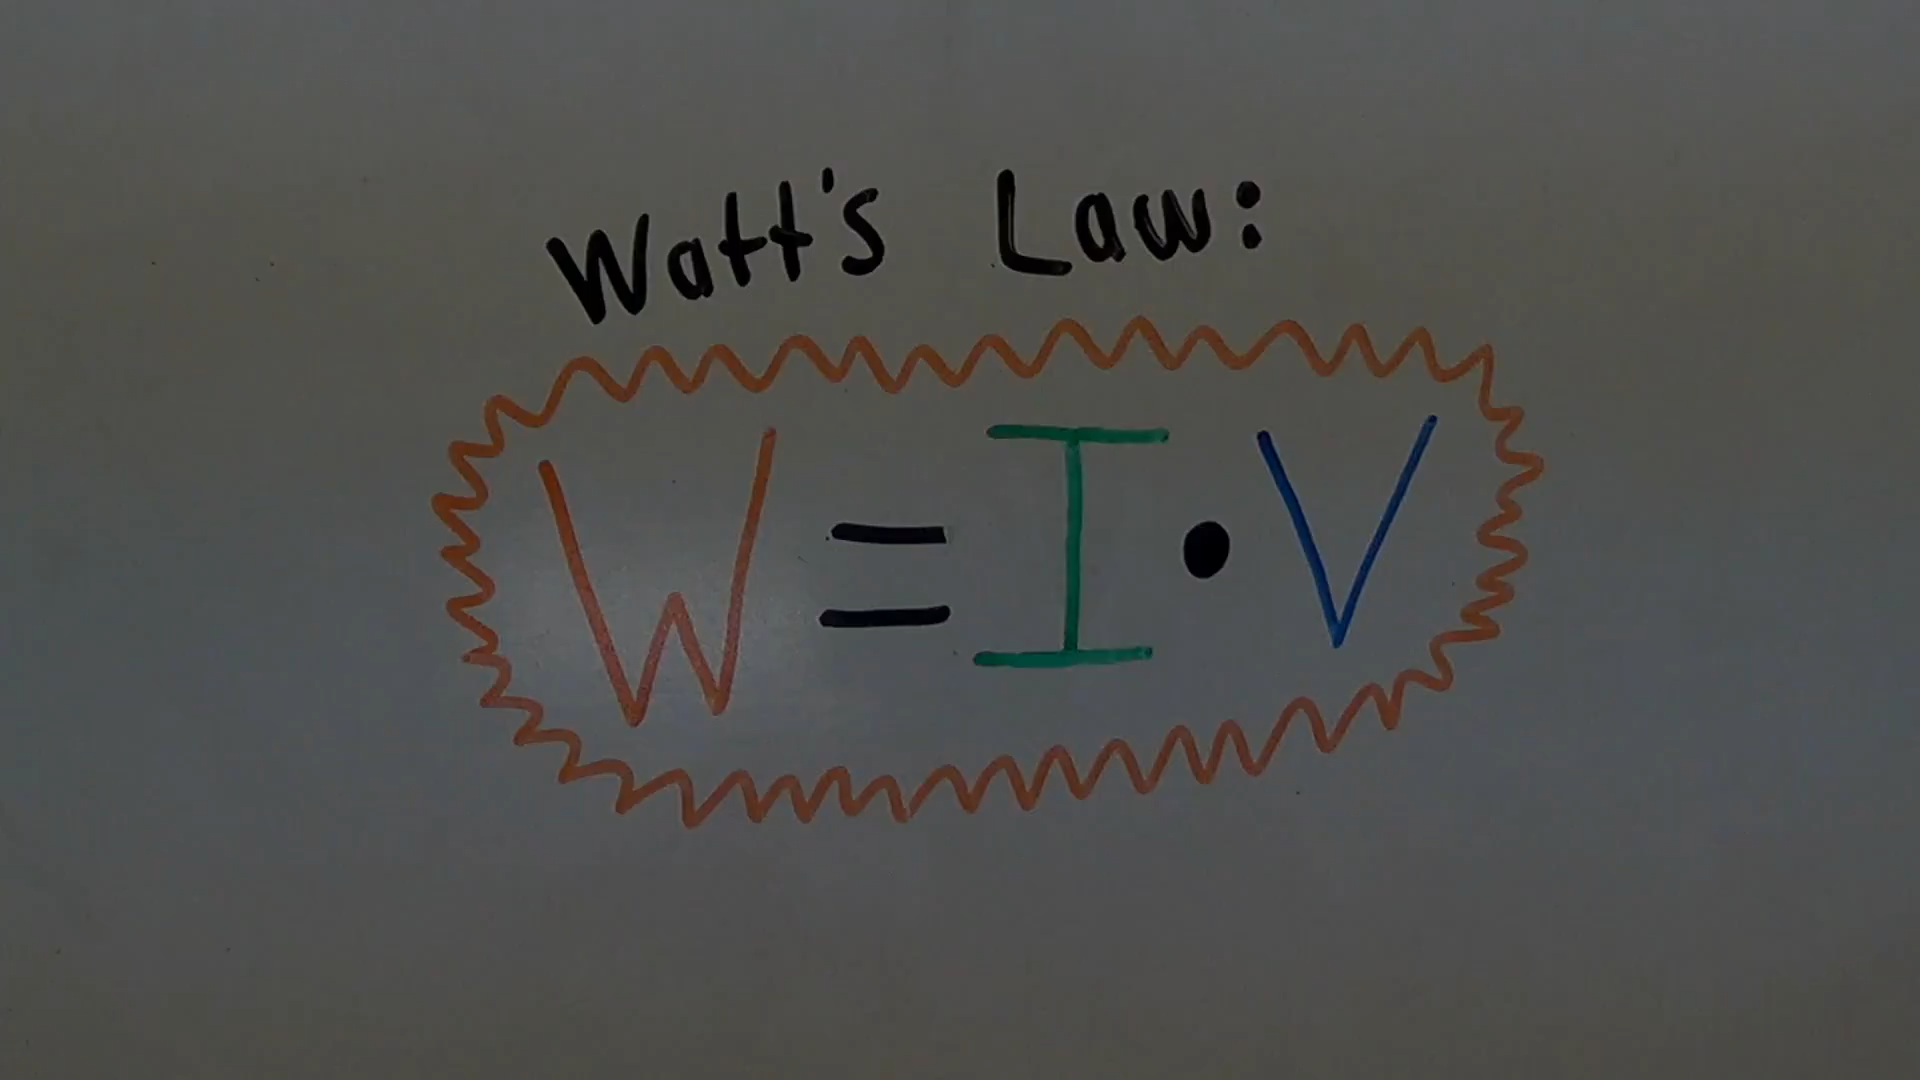 Watt's Law:
W = I • V